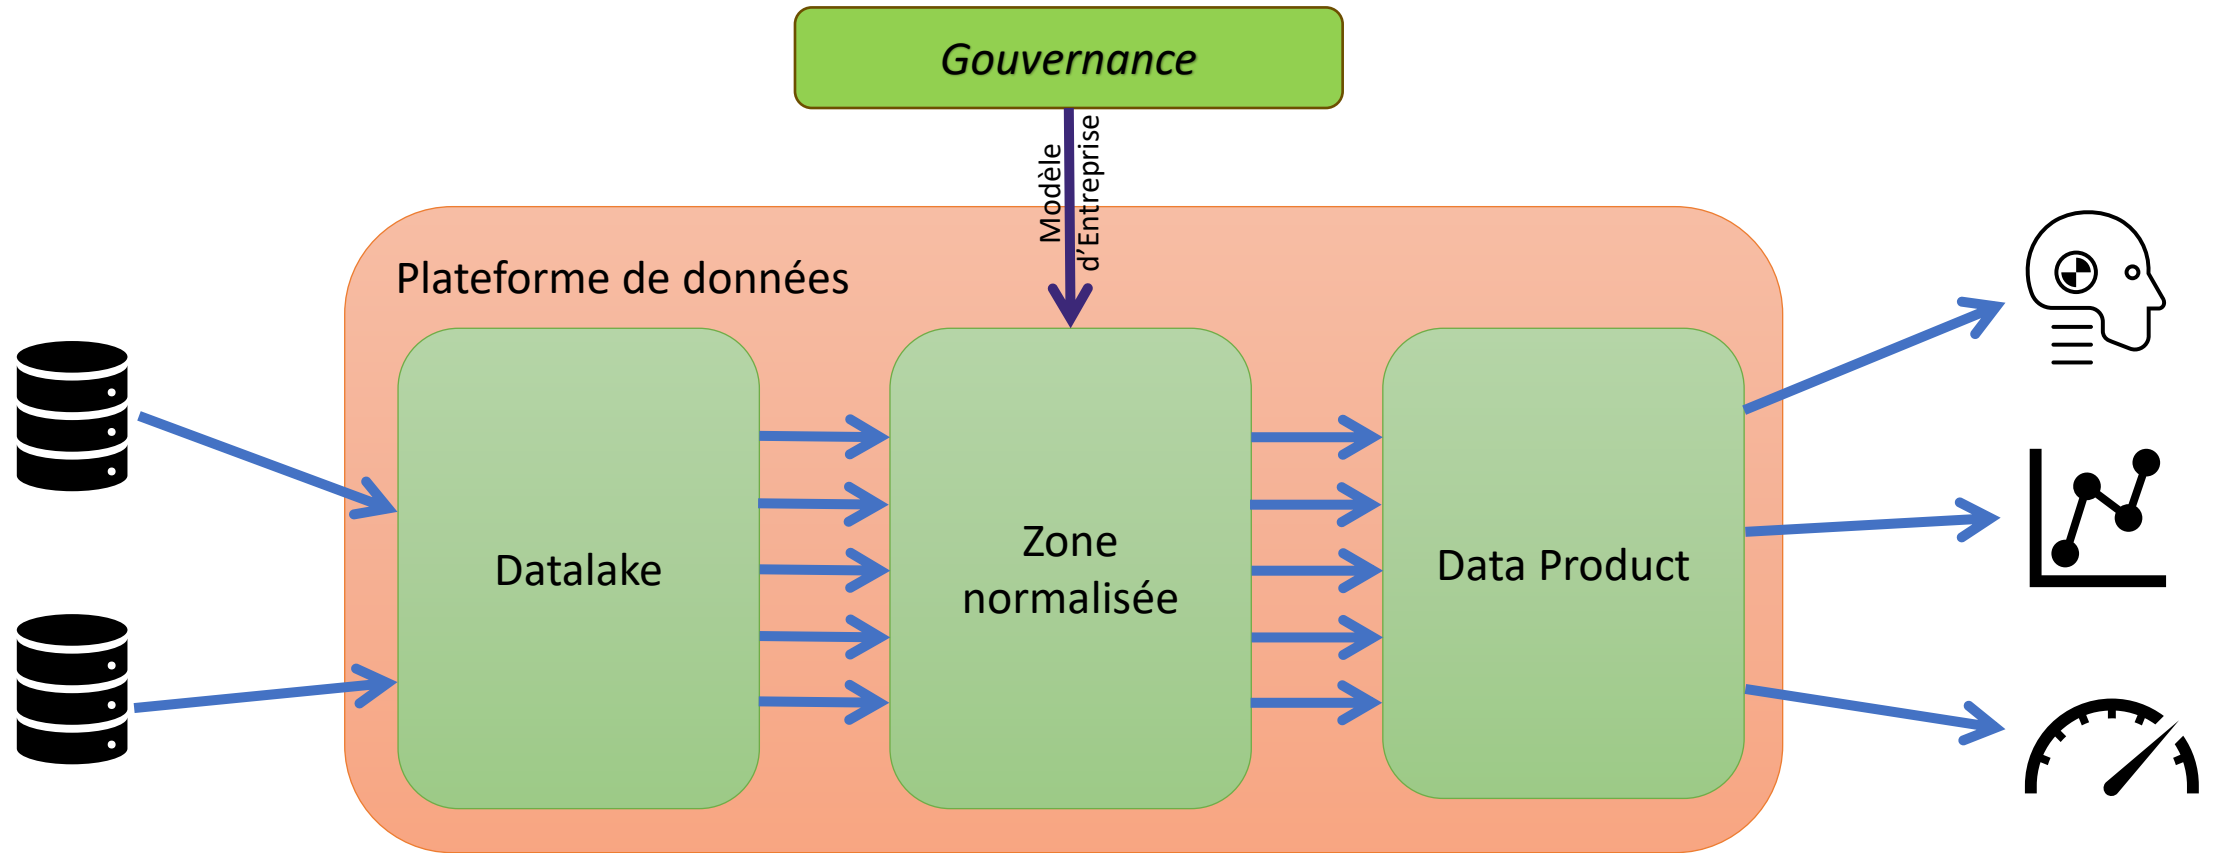 Gouvernance
Modèle
d’Entreprise
Plateforme de données
Datalake
Zone
normalisée
Data Product